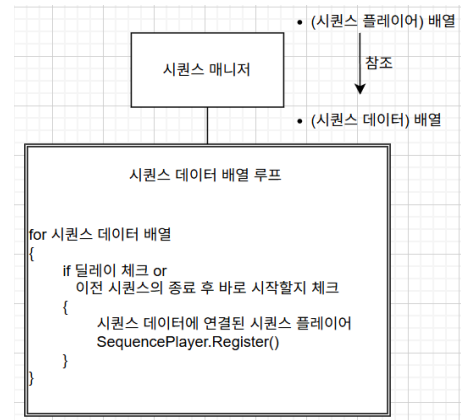 시퀀스 매니저
• (시퀀스 플레이어) 배열
참조
• (시퀀스 데이터) 배열
시퀀스 데이터 배열 루프
for 시퀀스 데이터 배열
{
if 딜레이 체크 or
이전 시퀀스의 종료 후 바로 시작할지 체크
{
시퀀스 데이터에 연결된 시퀀스 플레이어
SequencePlayer.Register()
}
}